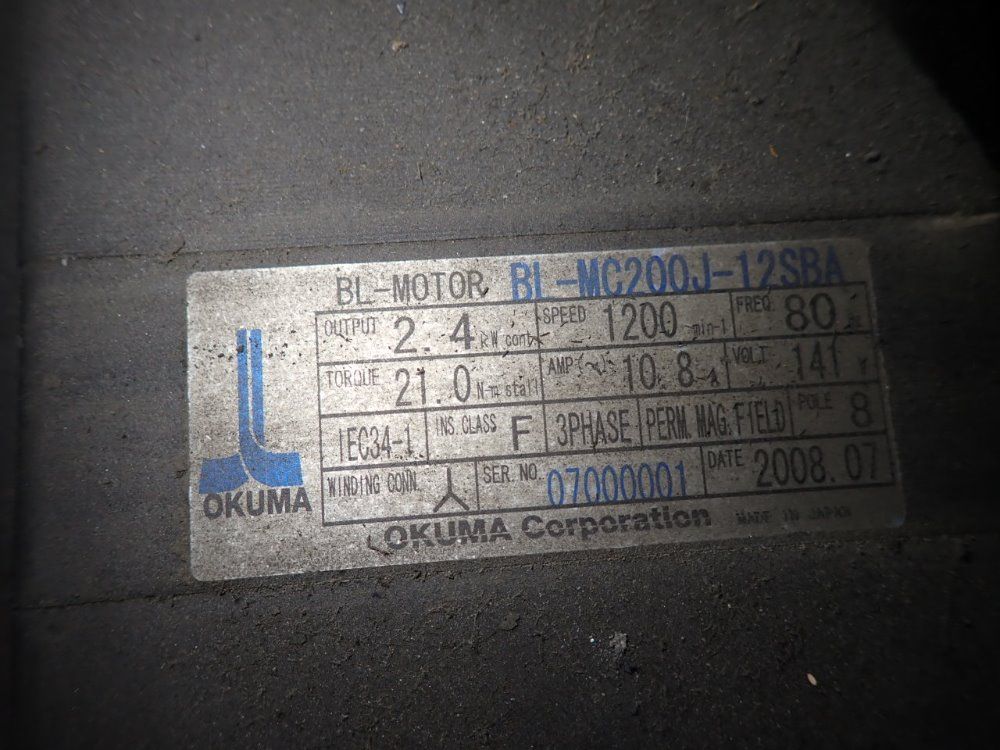 BL-MOTOR BL-MC200J-12SBA
OUTPUT 2.4 kW cont SPEED 1200 min-1 FREQ 80
TORQUE 21.0 N-m stall AMP(~) 10.8 A VOLT 141 V
IEC34-1 INS.CLASS F 3PHASE PERM.MAG.FIELD POLE 8
WINDING CONN. SER.NO. 07000001 DATE 2008.07
OKUMA
OKUMA Corporation MADE IN JAPAN